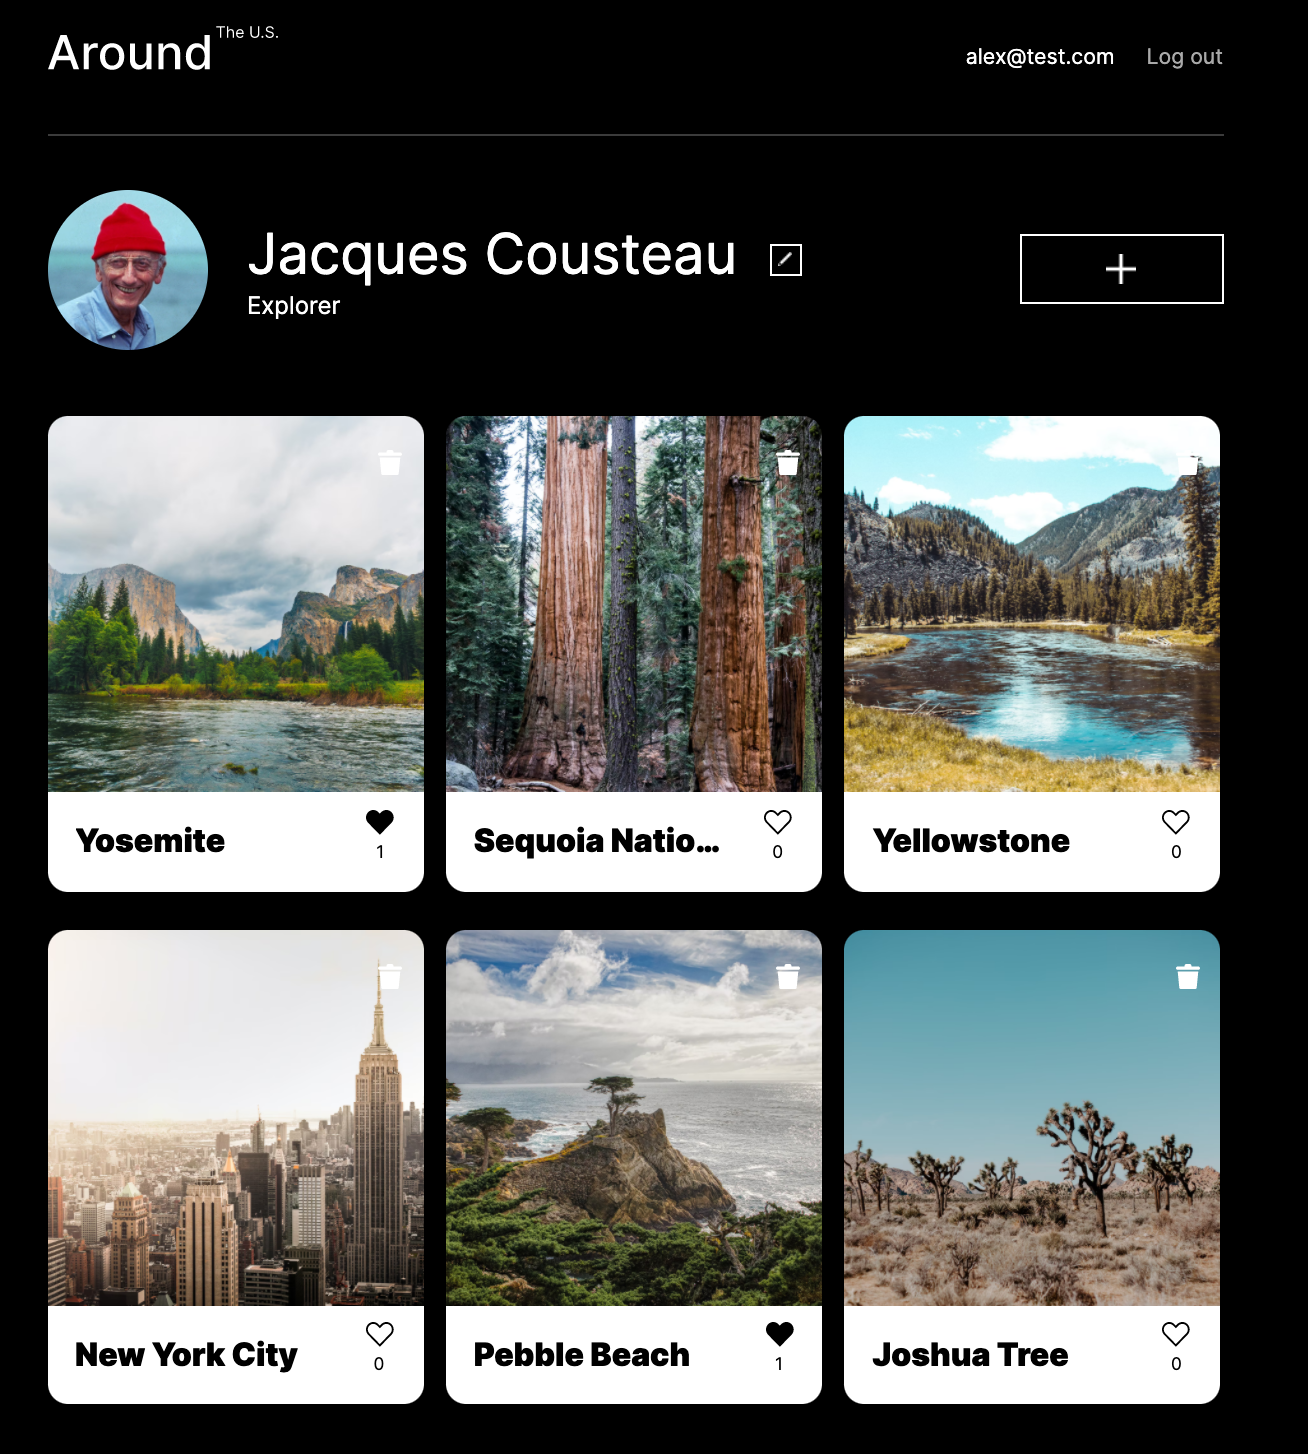 Around The U.S.
alex@test.com Log out
Jacques Cousteau
Explorer
Yosemite
1
Sequoia Natio...
0
Yellowstone
0
New York City
0
Pebble Beach
1
Joshua Tree
0